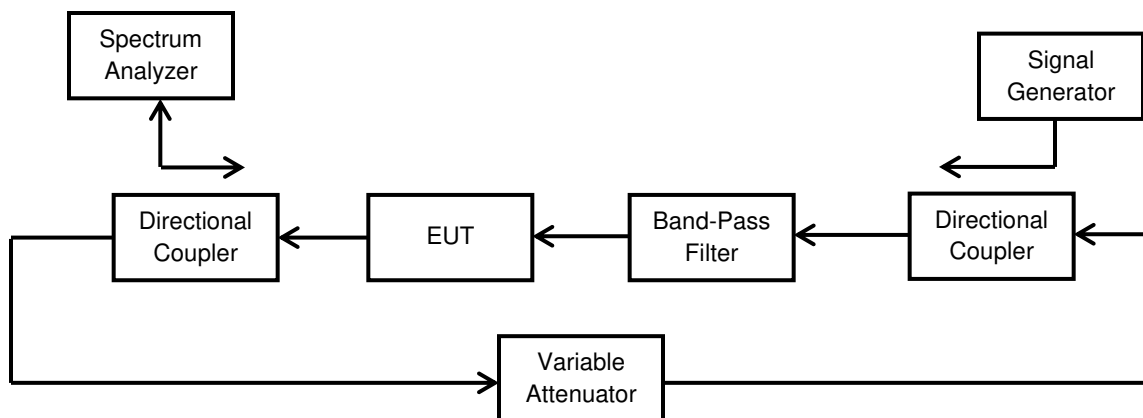 Spectrum
Analyzer
Signal
Generator
Directional
Coupler
EUT
Band-Pass
Filter
Directional
Coupler
Variable
Attenuator